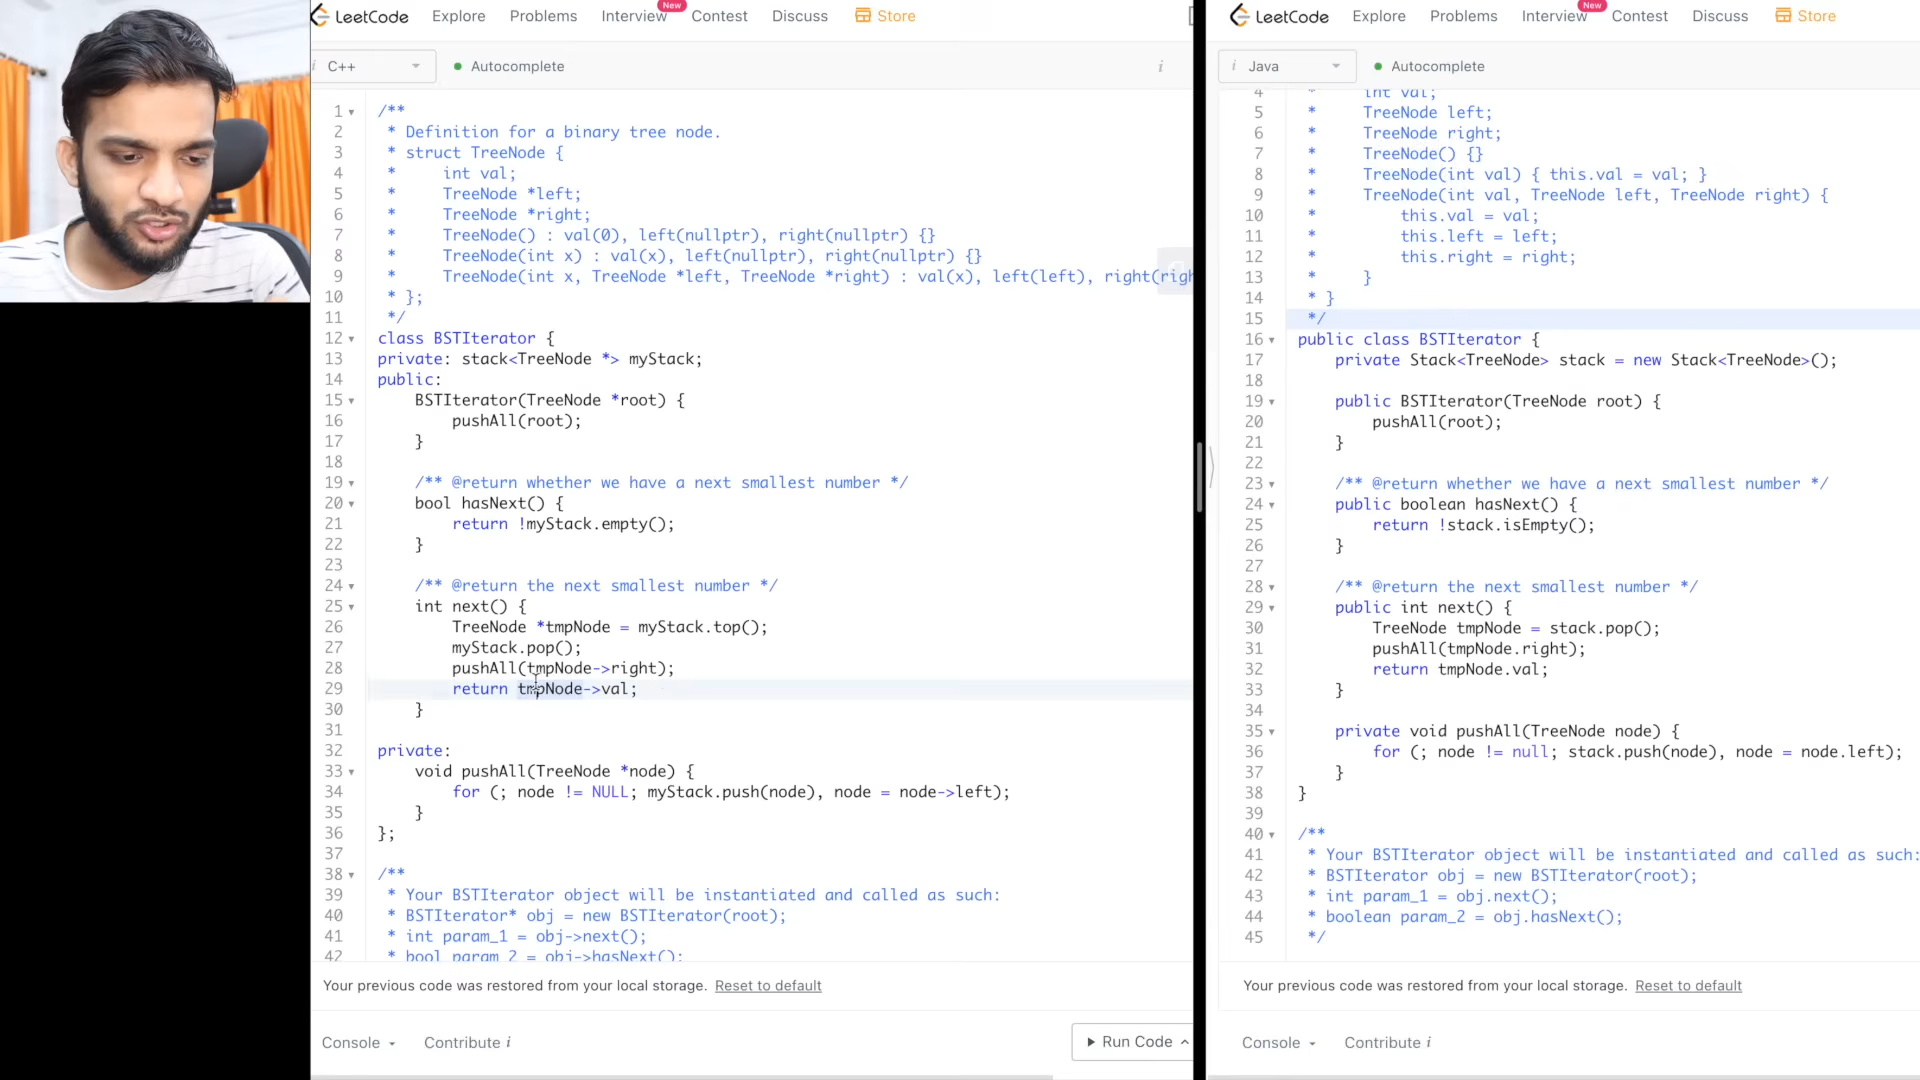 LeetCode Explore Problems Interview New Contest Discuss Store
i C++ Autocomplete i
1 /**
2 * Definition for a binary tree node.
3 * struct TreeNode {
4 * int val;
5 * TreeNode *left;
6 * TreeNode *right;
7 * TreeNode() : val(0), left(nullptr), right(nullptr) {}
8 * TreeNode(int x) : val(x), left(nullptr), right(nullptr) {}
9 * TreeNode(int x, TreeNode *left, TreeNode *right) : val(x), left(left), right(righ
10 * };
11 */
12 class BSTIterator {
13 private: stack<TreeNode *> myStack;
14 public:
15 BSTIterator(TreeNode *root) {
16 pushAll(root);
17 }
18
19 /** @return whether we have a next smallest number */
20 bool hasNext() {
21 return !myStack.empty();
22 }
23
24 /** @return the next smallest number */
25 int next() {
26 TreeNode *tmpNode = myStack.top();
27 myStack.pop();
28 pushAll(tmpNode->right);
29 return tmpNode->val;
30 }
31
32 private:
33 void pushAll(TreeNode *node) {
34 for (; node != NULL; myStack.push(node), node = node->left);
35 }
36 };
37
38 /**
39 * Your BSTIterator object will be instantiated and called as such:
40 * BSTIterator* obj = new BSTIterator(root);
41 * int param_1 = obj->next();
42 * bool param_2 = obj->hasNext();
Your previous code was restored from your local storage. Reset to default
Console Contribute i Run Code
LeetCode Explore Problems Interview New Contest Discuss Store
i Java Autocomplete
4 * int val;
5 * TreeNode left;
6 * TreeNode right;
7 * TreeNode() {}
8 * TreeNode(int val) { this.val = val; }
9 * TreeNode(int val, TreeNode left, TreeNode right) {
10 * this.val = val;
11 * this.left = left;
12 * this.right = right;
13 * }
14 * }
15 */
16 public class BSTIterator {
17 private Stack<TreeNode> stack = new Stack<TreeNode>();
18
19 public BSTIterator(TreeNode root) {
20 pushAll(root);
21 }
22
23 /** @return whether we have a next smallest number */
24 public boolean hasNext() {
25 return !stack.isEmpty();
26 }
27
28 /** @return the next smallest number */
29 public int next() {
30 TreeNode tmpNode = stack.pop();
31 pushAll(tmpNode.right);
32 return tmpNode.val;
33 }
34
35 private void pushAll(TreeNode node) {
36 for (; node != null; stack.push(node), node = node.left);
37 }
38 }
39
40 /**
41 * Your BSTIterator object will be instantiated and called as such:
42 * BSTIterator obj = new BSTIterator(root);
43 * int param_1 = obj.next();
44 * boolean param_2 = obj.hasNext();
45 */
Your previous code was restored from your local storage. Reset to default
Console Contribute i